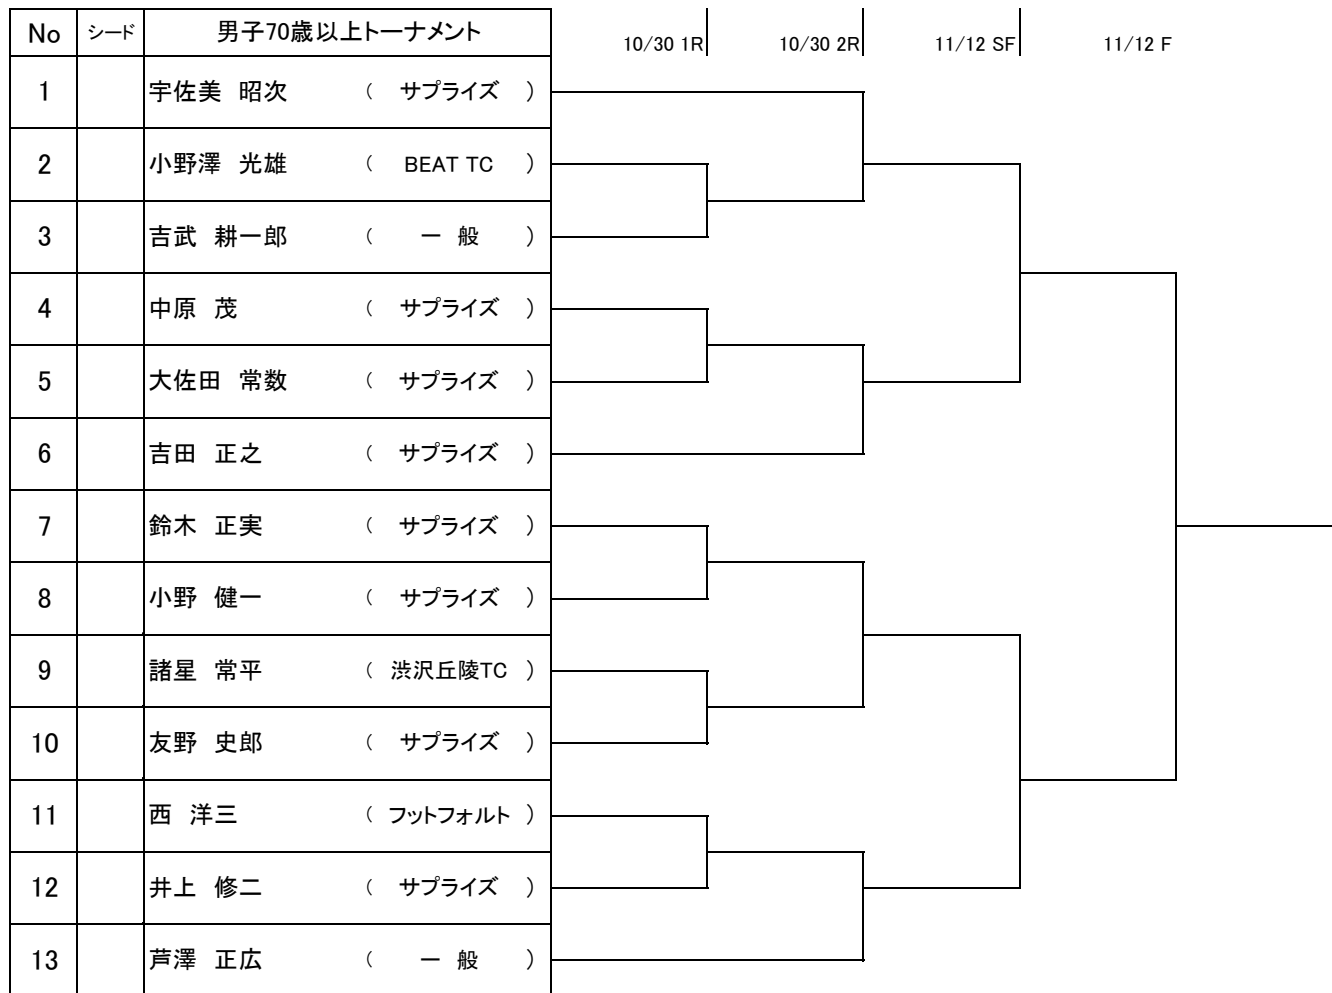 No シード 男子70歳以上トーナメント 10/30 1R 10/30 2R 11/12 SF 11/12 F
1 宇佐美 昭次 ( サプライズ )
2 小野澤 光雄 ( BEAT TC )
3 吉武 耕一郎 ( 一 般 )
4 中原 茂 ( サプライズ )
5 大佐田 常数 ( サプライズ )
6 吉田 正之 ( サプライズ )
7 鈴木 正実 ( サプライズ )
8 小野 健一 ( サプライズ )
9 諸星 常平 ( 渋沢丘陵TC )
10 友野 史郎 ( サプライズ )
11 西 洋三 ( フットフォルト )
12 井上 修二 ( サプライズ )
13 芦澤 正広 ( 一 般 )